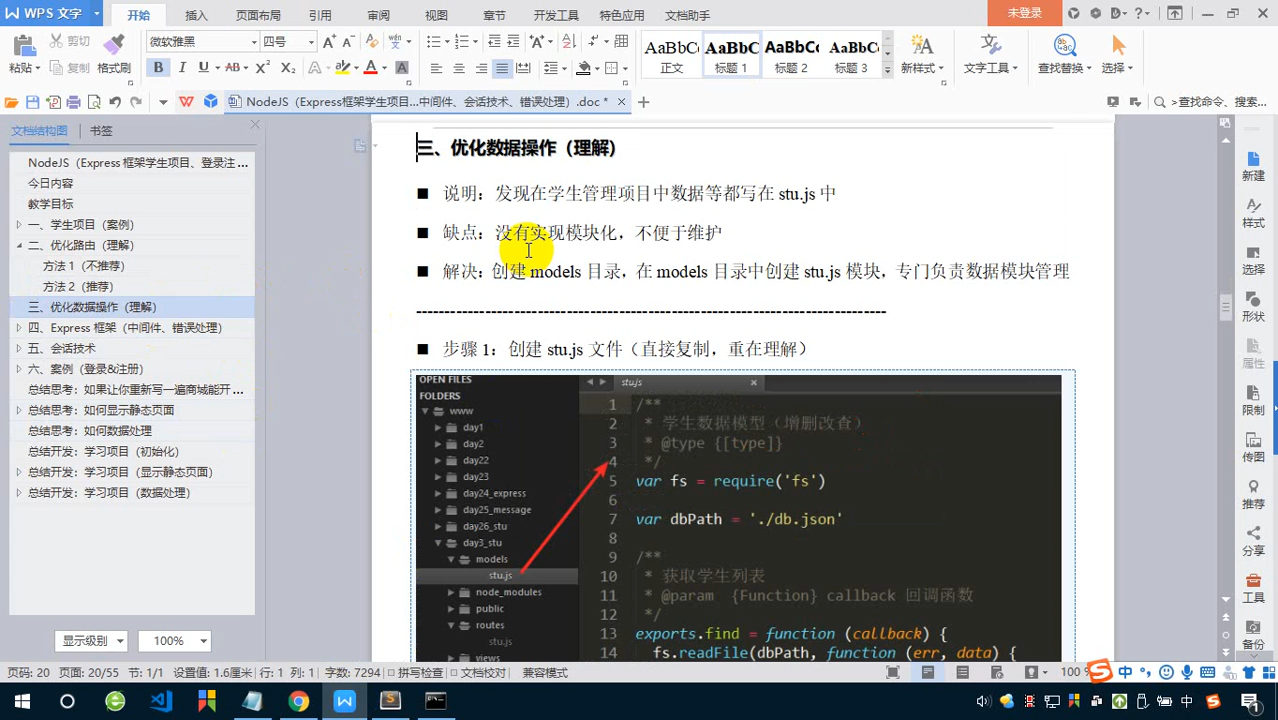 WPS 文字
开始
插入
页面布局
引用
审阅
视图
章节
开发工具
特色应用
文档助手
未登录
剪切
粘贴
复制
格式刷
微软雅黑
四号
AaBbC
正文
AaBbC
标题 1
AaBbC
标题 2
AaBbC
标题 3
新样式
文字工具
查找替换
选择
NodeJS（Express框架学生项目...中间件、会话技术、错误处理）.doc *
>查找命令、搜索...
文档结构图
书签
NodeJS（Express 框架学生项目、登录注 ...
今日内容
教学目标
一、学生项目（案例）
二、优化路由（理解）
方法 1（不推荐）
方法 2（推荐）
三、优化数据操作（理解）
四、Express 框架（中间件、错误处理）
五、会话技术
六、案例（登录&注册）
总结思考：如果让你重新写一遍商城能开 ...
总结思考：如何显示静态页面
总结思考：如何数据处理
总结开发：学习项目（初始化）
总结开发：学习项目（显示静态页面）
总结开发：学习项目（数据处理）
显示级别
100%
三、优化数据操作（理解）
■ 说明：发现在学生管理项目中数据等都写在 stu.js 中
■ 缺点：没有实现模块化，不便于维护
■ 解决：创建 models 目录，在 models 目录中创建 stu.js 模块，专门负责数据模块管理
--------------------------------------------------------------------------------
■ 步骤 1：创建 stu.js 文件（直接复制，重在理解）
OPEN FILES
FOLDERS
www
day1
day2
day22
day23
day24_express
day25_message
day26_stu
day3_stu
models
stu.js
node_modules
public
routes
stu.js
views
stu.js
1 /**
2 * 学生数据模型（增删改查）
3 * @type {[type]}
4 */
5 var fs = require('fs')
6
7 var dbPath = './db.json'
8
9 /**
10 * 获取学生列表
11 * @param {Function} callback 回调函数
12 */
13 exports.find = function (callback) {
14 fs.readFile(dbPath, function (err, data) {
新建
样式
选择
形状
属性
限制
传图
推荐
分享
工具
备份
页码: 20 页面: 20/55 节: 1/1 设置值: 1.6厘米 行: 1 列: 1 字数: 7294 拼写检查 文档校对 兼容模式
100 %
中
中